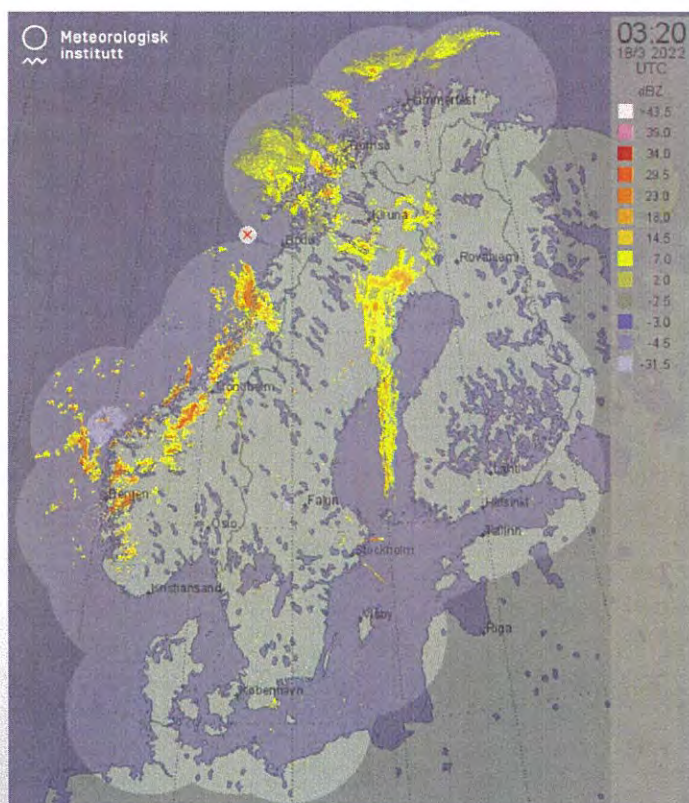 Meteorologisk
institutt
03:20
18/3 2022
UTC
dBZ
39.0
34.0
29.5
23.0
18.0
14.5
7.0
2.0
-2.5
-3.0
-4.5
-31.5
Hammerfest
Tromsø
Kiruna
Bodø
Rovaniemi
Trondheim
Lahti
Bergen
Falun
Helsinki
Oslo
Tallinn
Stockholm
Kristiansand
Visby
Riga
København